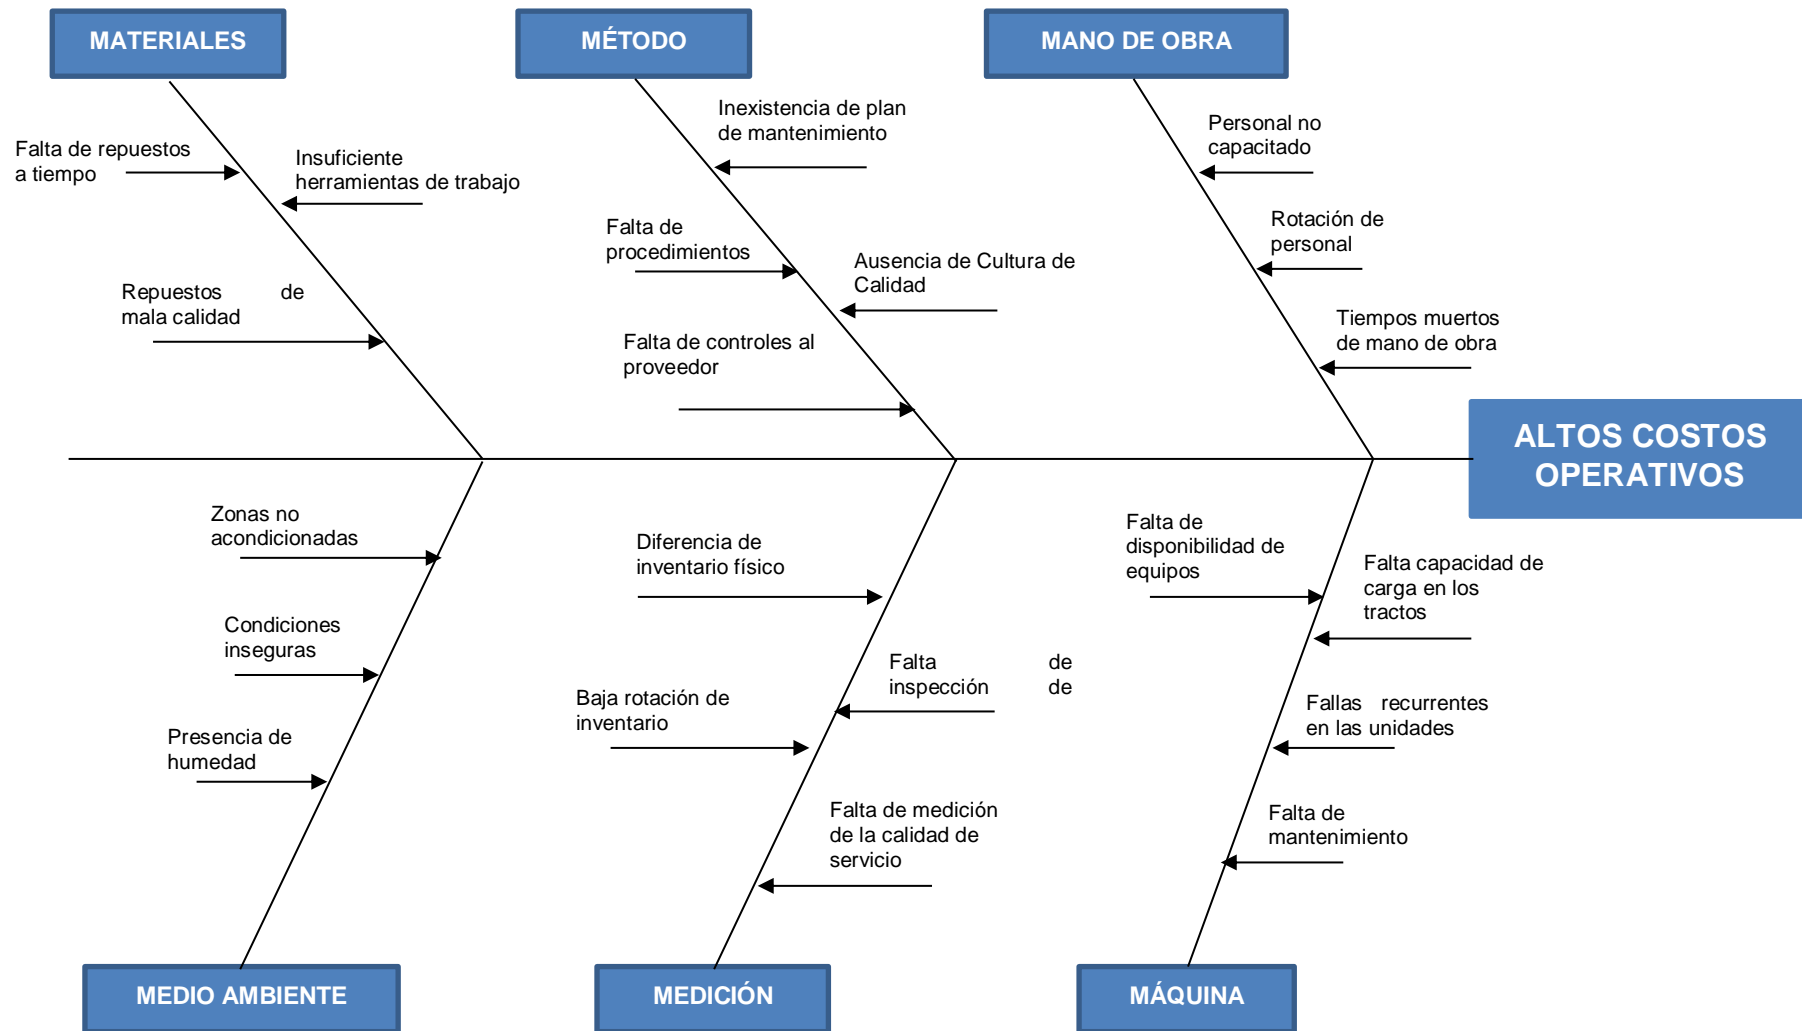 MATERIALES
MÉTODO
MANO DE OBRA
Falta de repuestos
a tiempo
Insuficiente
herramientas de trabajo
Repuestos de
mala calidad
Inexistencia de plan
de mantenimiento
Falta de
procedimientos
Ausencia de Cultura de
Calidad
Falta de controles al
proveedor
Personal no
capacitado
Rotación de
personal
Tiempos muertos
de mano de obra
ALTOS COSTOS
OPERATIVOS
Zonas no
acondicionadas
Condiciones
inseguras
Presencia de
humedad
Diferencia de
inventario físico
Baja rotación de
inventario
Falta de
inspección de
Falta de medición
de la calidad de
servicio
Falta de
disponibilidad de
equipos
Falta capacidad de
carga en los
tractos
Fallas recurrentes
en las unidades
Falta de
mantenimiento
MEDIO AMBIENTE
MEDICIÓN
MÁQUINA